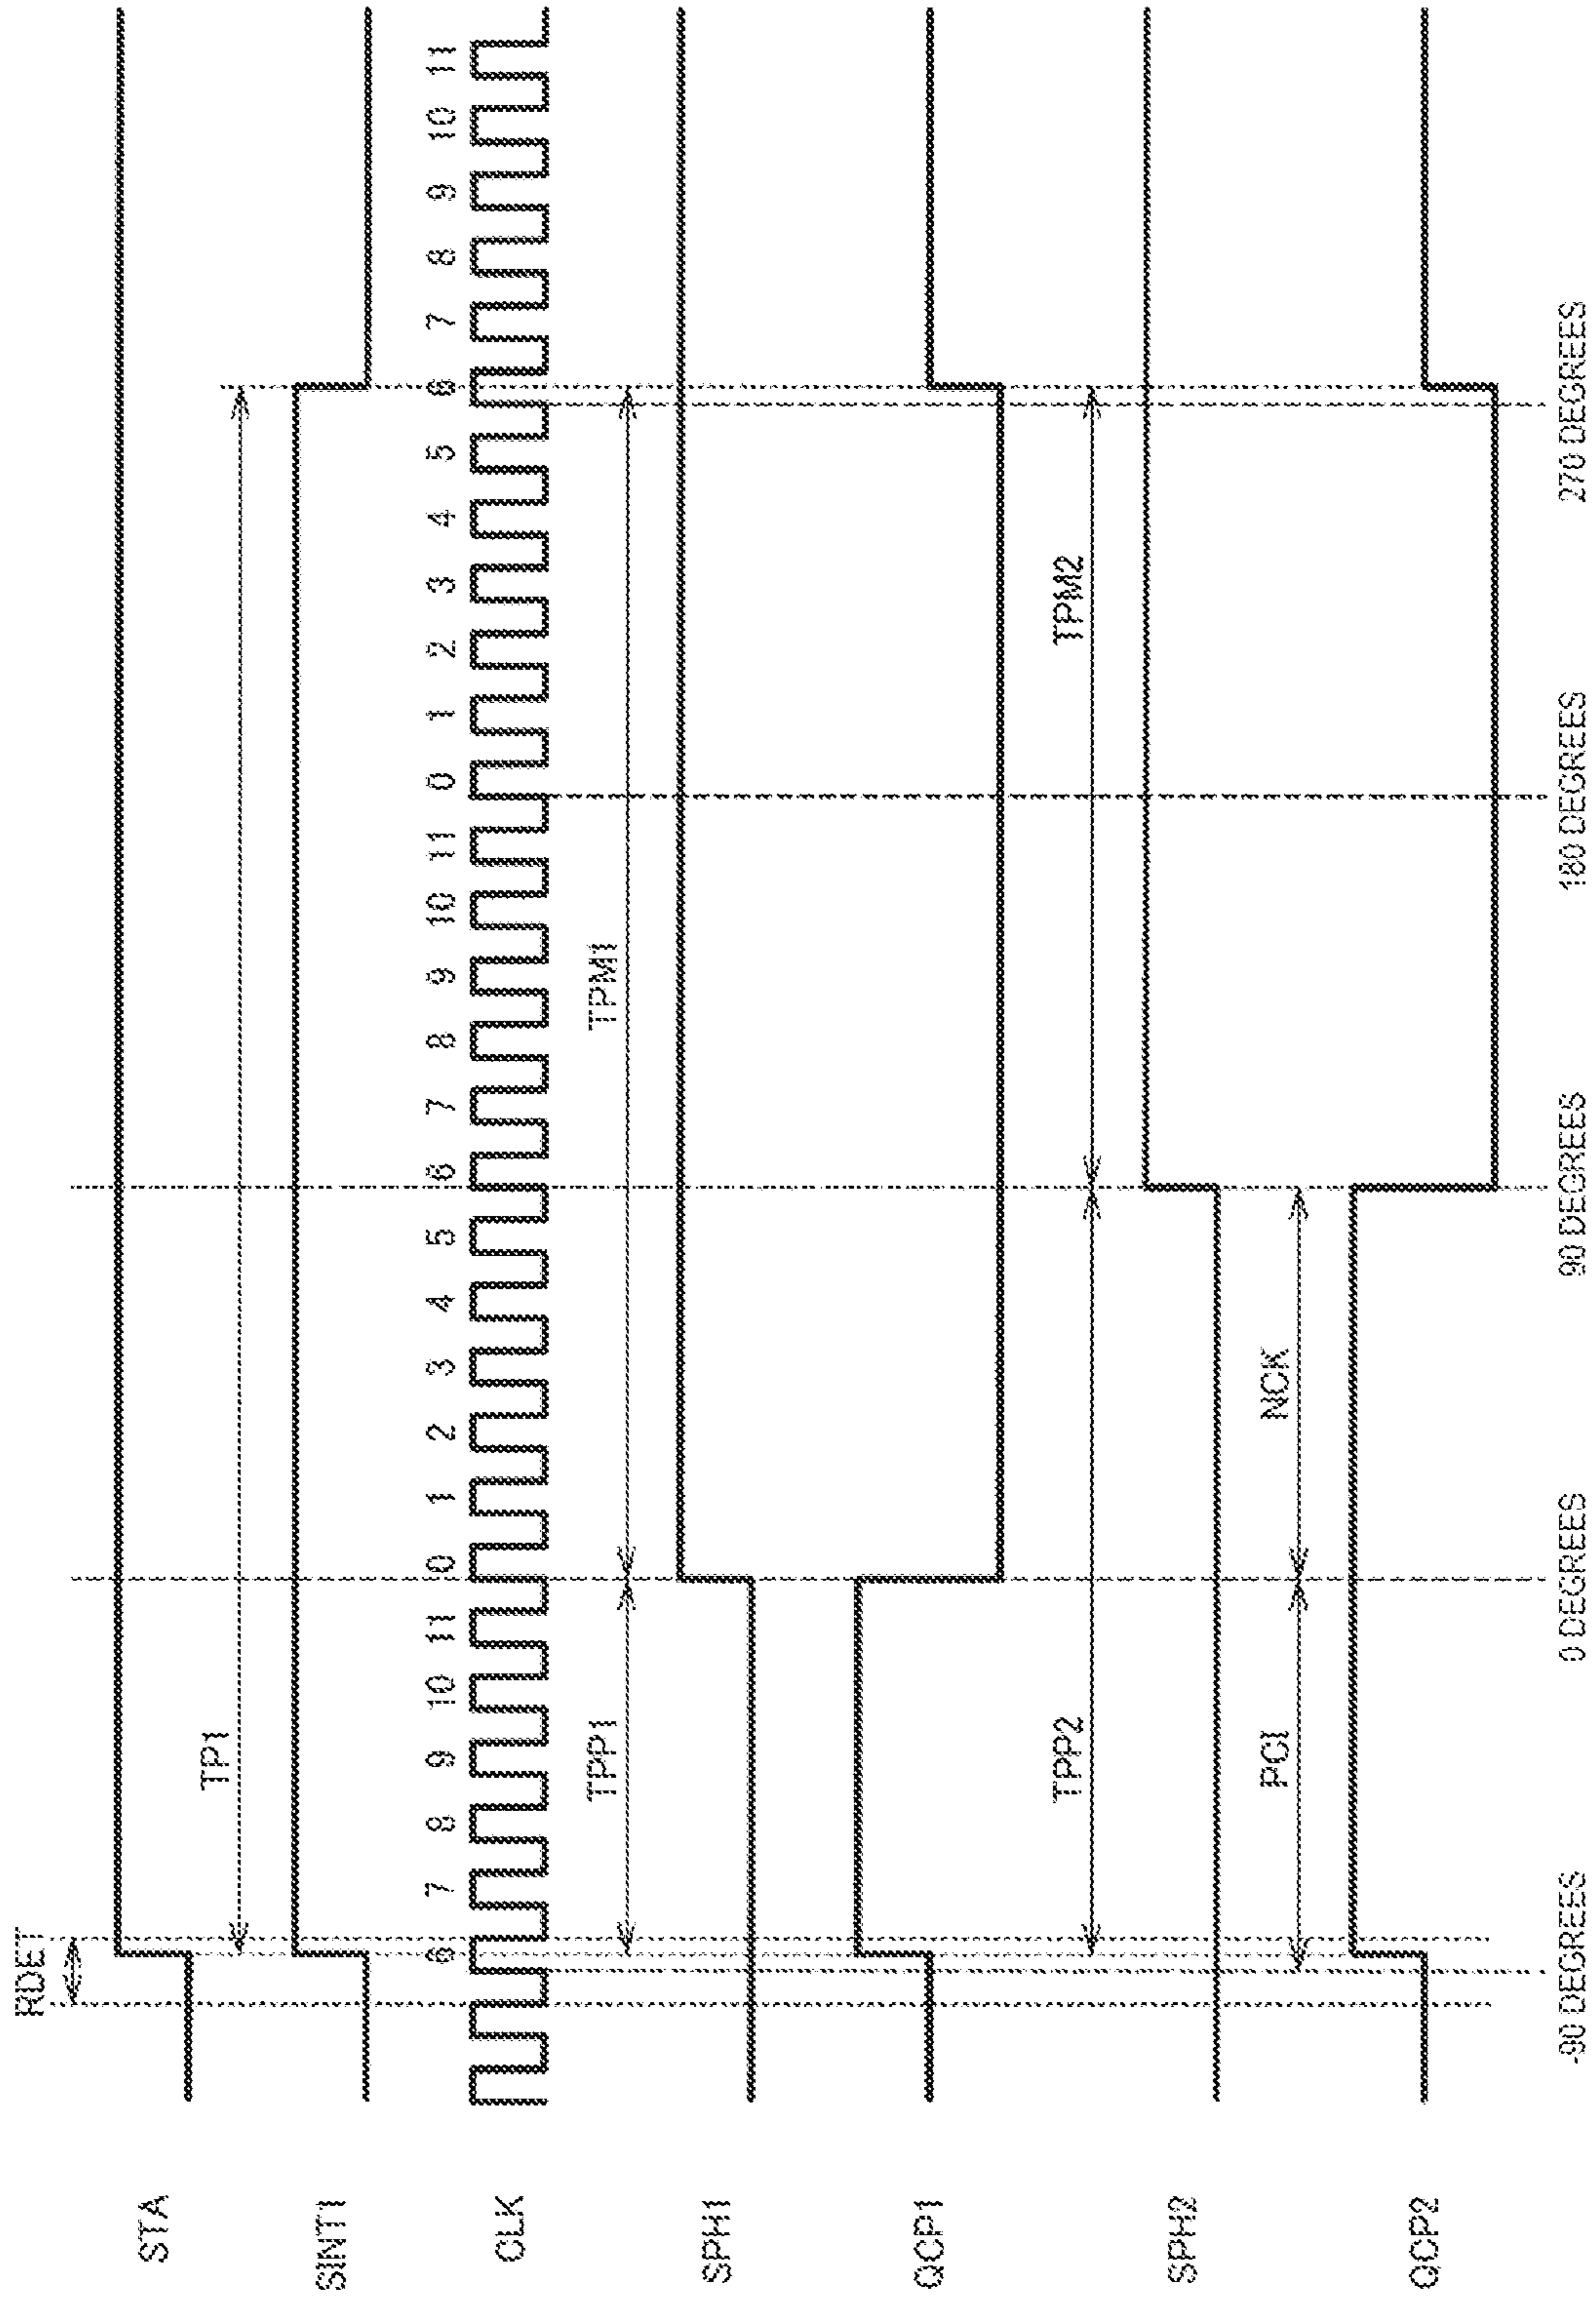 RDET
STA
TP1
SINT1
6 7 8 9 10 11 0 1 2 3 4 5 6 7 8 9 10 11 0 1 2 3 4 5 6 7 8 9 10 11
CLK
TPP1 TPM1
SPH1
QCP1
TPP2 TPM2
SPH2
PCI NCK
QCP2
-90 DEGREES 0 DEGREES 90 DEGREES 180 DEGREES 270 DEGREES